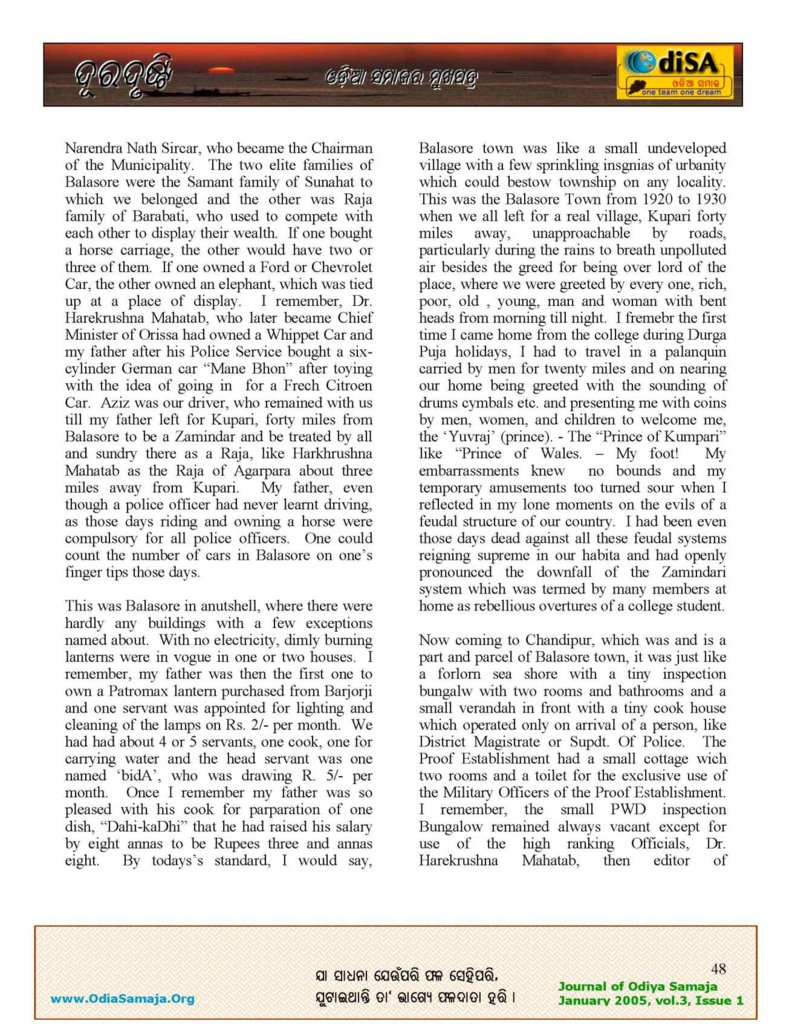 ଦୂରଦୃଷ୍ଟି
ଓଡ଼ିଆ ସମାଜର ମୁଖପତ୍ର
OdiSA
ଓଡ଼ିଆ ସମାଜ
one team one dream
Narendra Nath Sircar, who became the Chairman
of the Municipality. The two elite families of
Balasore were the Samant family of Sunahat to
which we belonged and the other was Raja
family of Barabati, who used to compete with
each other to display their wealth. If one bought
a horse carriage, the other would have two or
three of them. If one owned a Ford or Chevrolet
Car, the other owned an elephant, which was tied
up at a place of display. I remember, Dr.
Harekrushna Mahatab, who later became Chief
Minister of Orissa had owned a Whippet Car and
my father after his Police Service bought a six-
cylinder German car “Mane Bhon” after toying
with the idea of going in for a Frech Citroen
Car. Aziz was our driver, who remained with us
till my father left for Kupari, forty miles from
Balasore to be a Zamindar and be treated by all
and sundry there as a Raja, like Harkhrushna
Mahatab as the Raja of Agarpara about three
miles away from Kupari. My father, even
though a police officer had never learnt driving,
as those days riding and owning a horse were
compulsory for all police officers. One could
count the number of cars in Balasore on one’s
finger tips those days.
This was Balasore in anutshell, where there were
hardly any buildings with a few exceptions
named about. With no electricity, dimly burning
lanterns were in vogue in one or two houses. I
remember, my father was then the first one to
own a Patromax lantern purchased from Barjorji
and one servant was appointed for lighting and
cleaning of the lamps on Rs. 2/- per month. We
had had about 4 or 5 servants, one cook, one for
carrying water and the head servant was one
named ‘bidA’, who was drawing R. 5/- per
month. Once I remember my father was so
pleased with his cook for parparation of one
dish, “Dahi-kaDhi” that he had raised his salary
by eight annas to be Rupees three and annas
eight. By todays’s standard, I would say,
Balasore town was like a small undeveloped
village with a few sprinkling insgnias of urbanity
which could bestow township on any locality.
This was the Balasore Town from 1920 to 1930
when we all left for a real village, Kupari forty
miles away, unapproachable by roads,
particularly during the rains to breath unpolluted
air besides the greed for being over lord of the
place, where we were greeted by every one, rich,
poor, old , young, man and woman with bent
heads from morning till night. I fremebr the first
time I came home from the college during Durga
Puja holidays, I had to travel in a palanquin
carried by men for twenty miles and on nearing
our home being greeted with the sounding of
drums cymbals etc. and presenting me with coins
by men, women, and children to welcome me,
the ‘Yuvraj’ (prince). - The “Prince of Kumpari”
like “Prince of Wales. – My foot! My
embarrassments knew no bounds and my
temporary amusements too turned sour when I
reflected in my lone moments on the evils of a
feudal structure of our country. I had been even
those days dead against all these feudal systems
reigning supreme in our habita and had openly
pronounced the downfall of the Zamindari
system which was termed by many members at
home as rebellious overtures of a college student.
Now coming to Chandipur, which was and is a
part and parcel of Balasore town, it was just like
a forlorn sea shore with a tiny inspection
bungalw with two rooms and bathrooms and a
small verandah in front with a tiny cook house
which operated only on arrival of a person, like
District Magistrate or Supdt. Of Police. The
Proof Establishment had a small cottage wich
two rooms and a toilet for the exclusive use of
the Military Officers of the Proof Establishment.
I remember, the small PWD inspection
Bungalow remained always vacant except for
use of the high ranking Officials, Dr.
Harekrushna Mahatab, then editor of
48
www.OdiaSamaja.Org
ଯା ସାଧନା ଯେଉଁପରି ଫଳ ସେହିପରି,
ଯୁଟାଇଥାନ୍ତି ତା‘ ଭାଗ୍ୟେ ଫଳଦାତା ହରି ।
Journal of Odiya Samaja
January 2005, vol.3, Issue 1